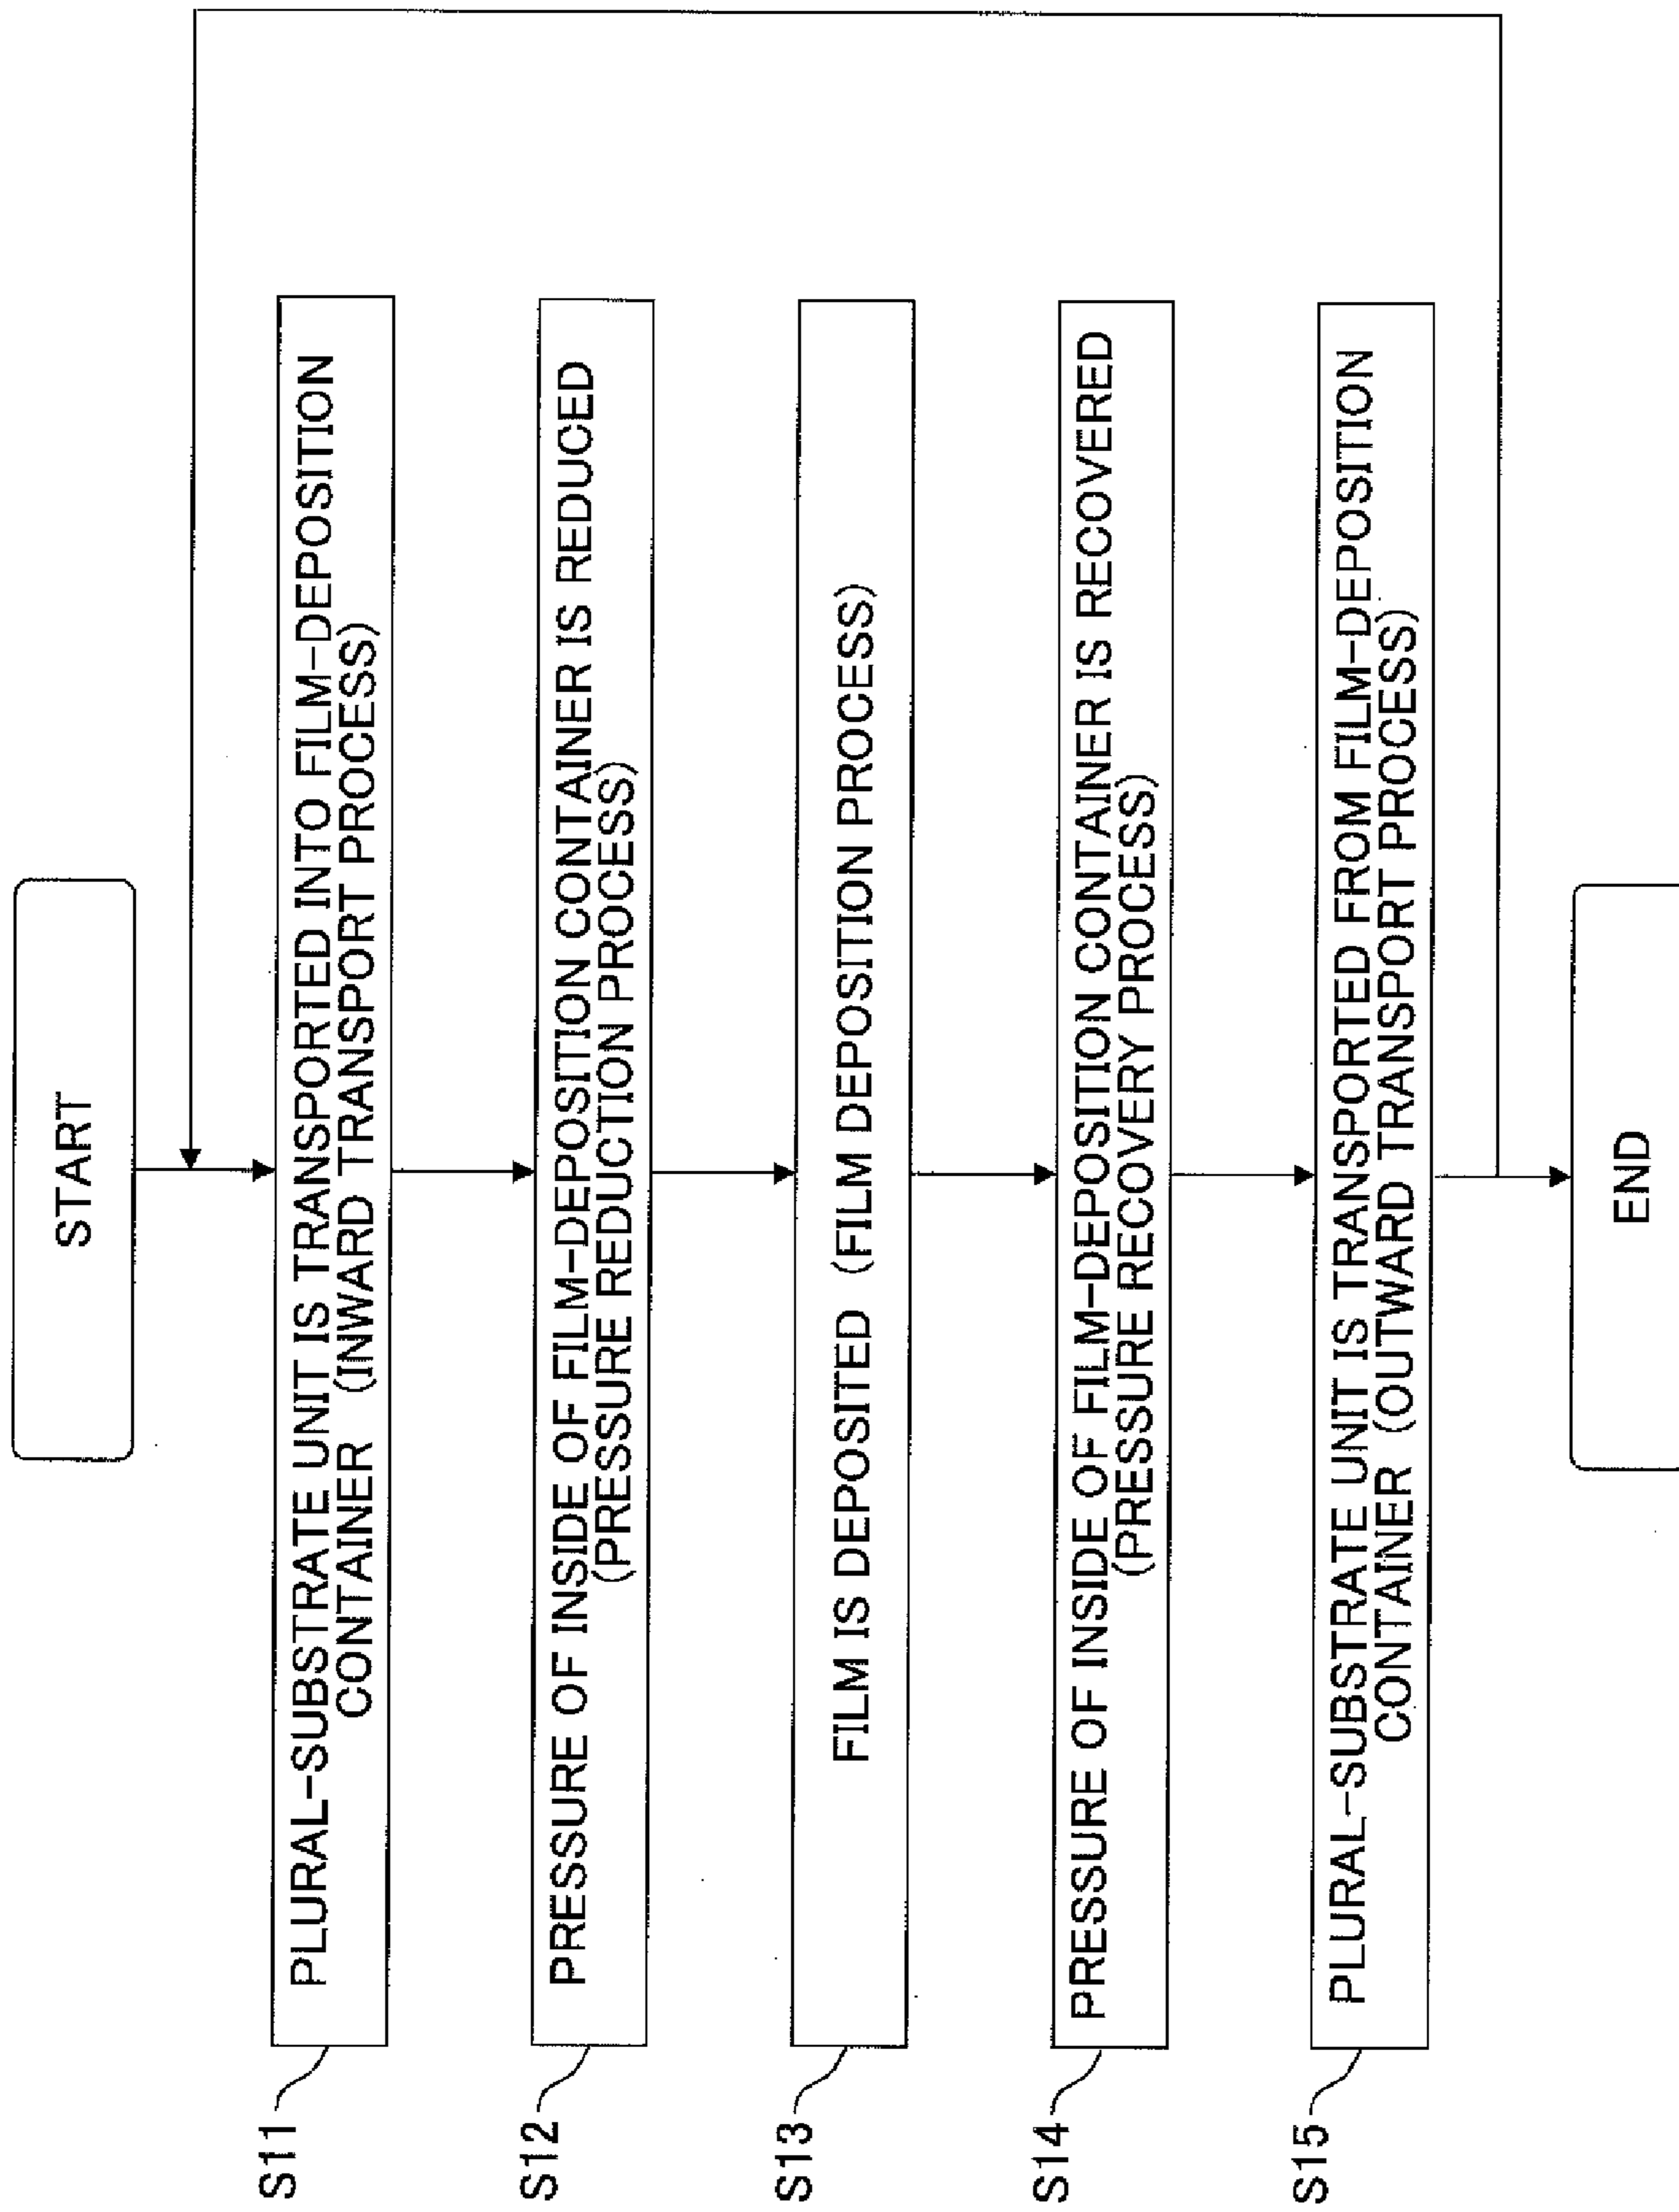 START
S11
PLURAL-SUBSTRATE UNIT IS TRANSPORTED INTO FILM-DEPOSITION
CONTAINER (INWARD TRANSPORT PROCESS)
S12
PRESSURE OF INSIDE OF FILM-DEPOSITION CONTAINER IS REDUCED
(PRESSURE REDUCTION PROCESS)
S13
FILM IS DEPOSITED (FILM DEPOSITION PROCESS)
S14
PRESSURE OF INSIDE OF FILM-DEPOSITION CONTAINER IS RECOVERED
(PRESSURE RECOVERY PROCESS)
S15
PLURAL-SUBSTRATE UNIT IS TRANSPORTED FROM FILM-DEPOSITION
CONTAINER (OUTWARD TRANSPORT PROCESS)
END